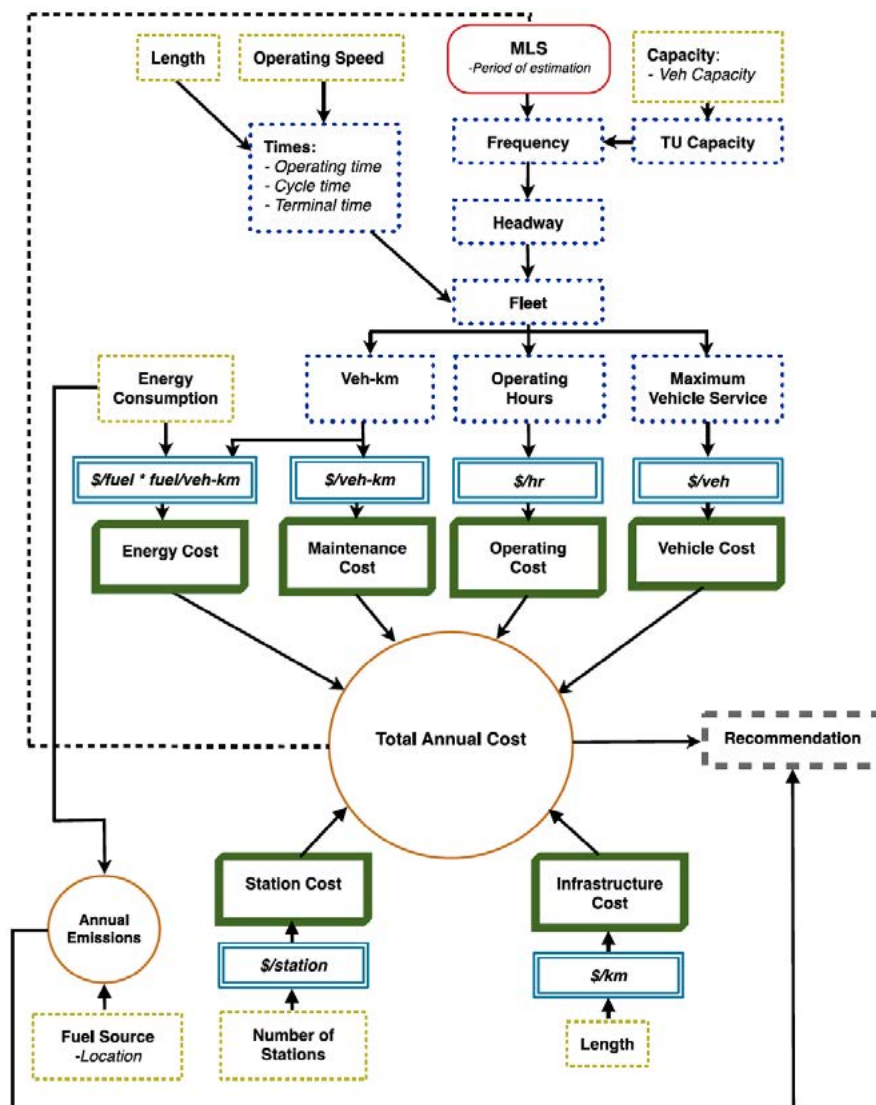 Length
Operating Speed
MLS
-Period of estimation
Capacity:
- Veh Capacity
Times:
- Operating time
- Cycle time
- Terminal time
Frequency
TU Capacity
Headway
Fleet
Energy
Consumption
Veh-km
Operating
Hours
Maximum
Vehicle Service
$/fuel * fuel/veh-km
$/veh-km
$/hr
$/veh
Energy Cost
Maintenance
Cost
Operating
Cost
Vehicle Cost
Total Annual Cost
Recommendation
Station Cost
Infrastructure
Cost
Annual
Emissions
$/station
$/km
Fuel Source
-Location
Number of
Stations
Length